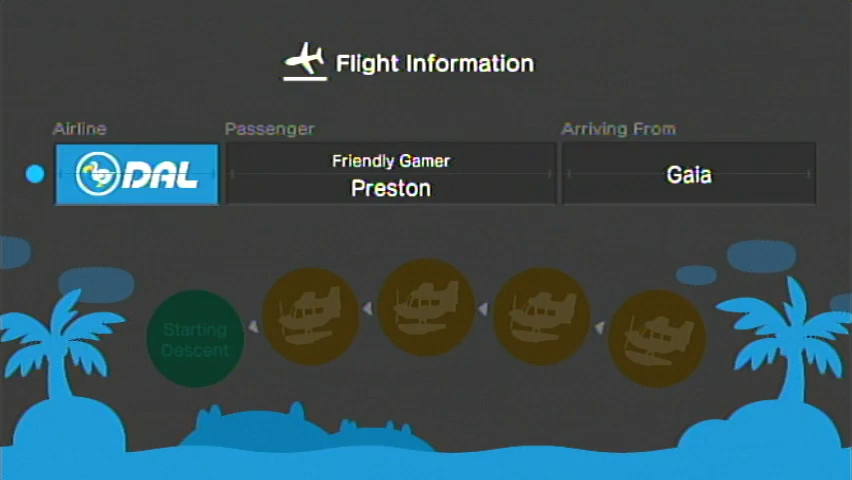 Flight Information
Airline
Passenger
Arriving From
DAL
Friendly Gamer
Preston
Gaia
Starting
Descent